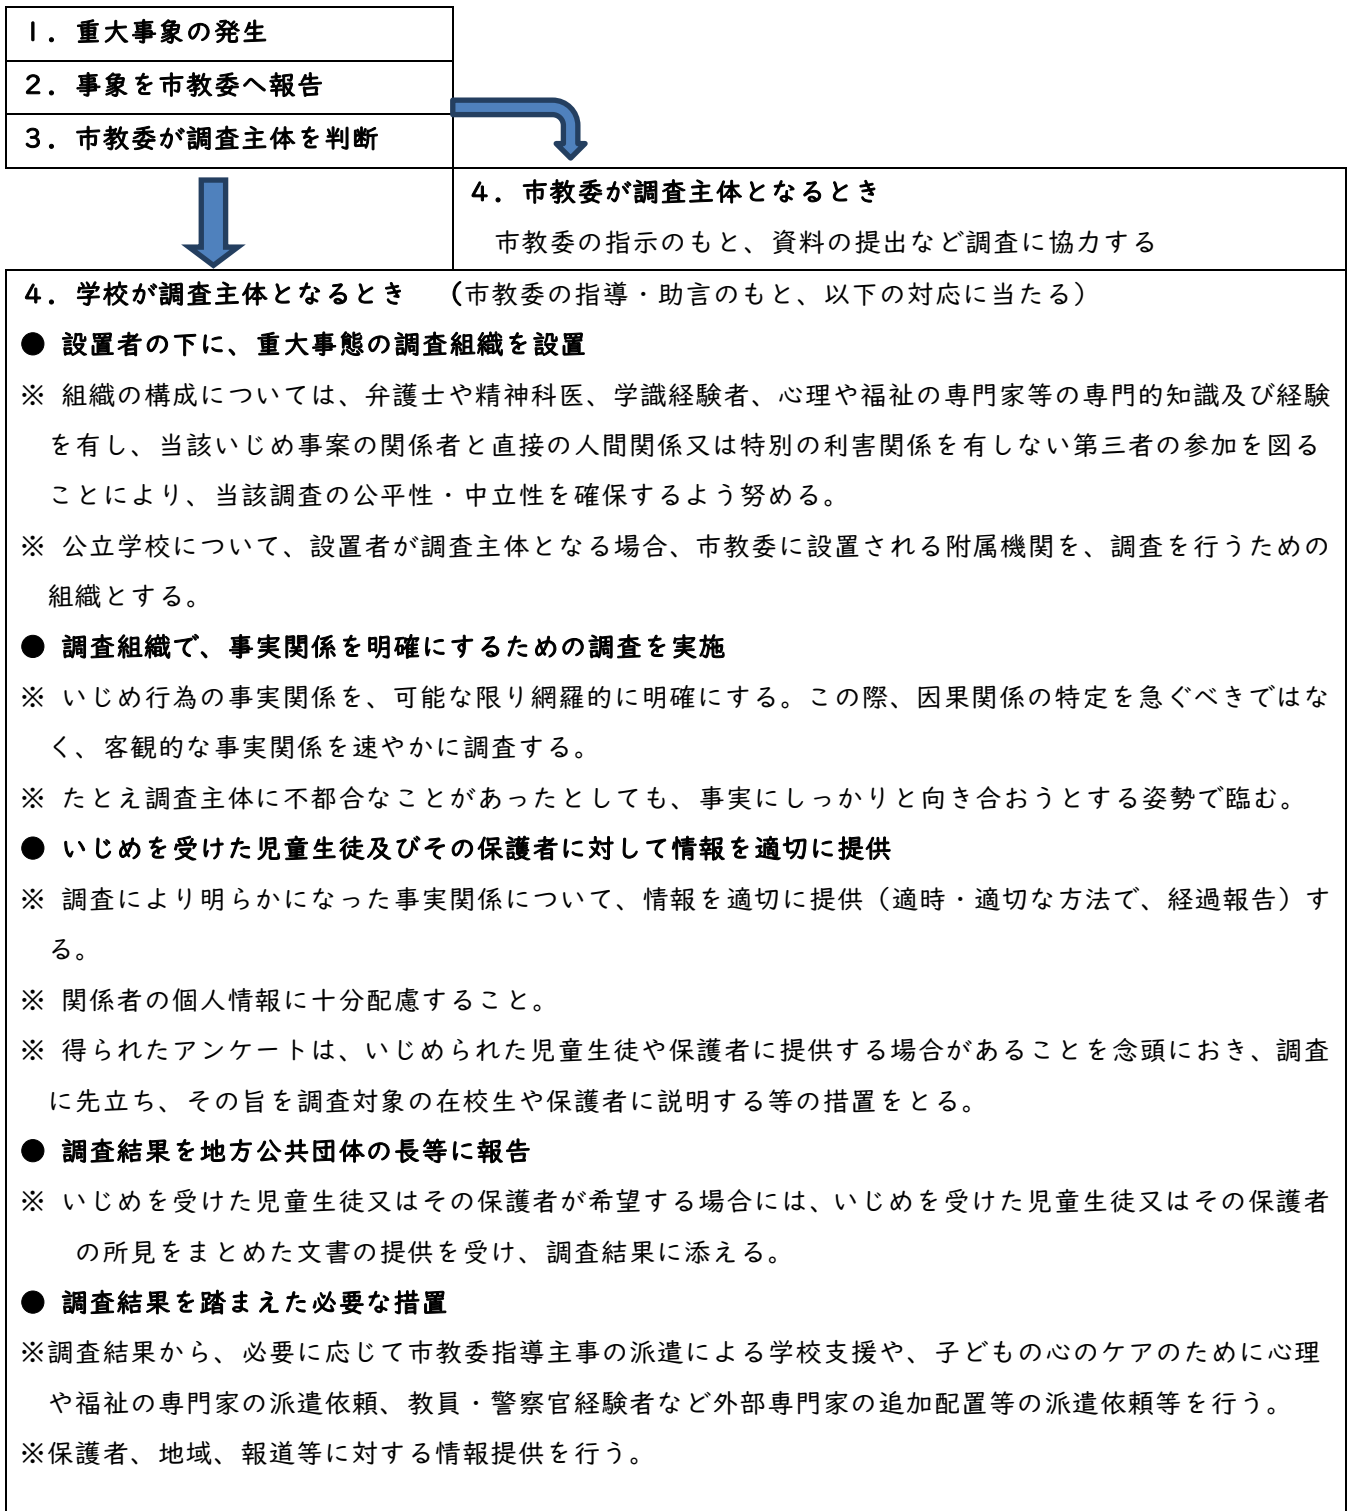 １．重大事象の発生
２．事象を市教委へ報告
３．市教委が調査主体を判断
４．市教委が調査主体となるとき
市教委の指示のもと、資料の提出など調査に協力する
４．学校が調査主体となるとき　（市教委の指導・助言のもと、以下の対応に当たる）
● 設置者の下に、重大事態の調査組織を設置
※ 組織の構成については、弁護士や精神科医、学識経験者、心理や福祉の専門家等の専門的知識及び経験
を有し、当該いじめ事案の関係者と直接の人間関係又は特別の利害関係を有しない第三者の参加を図る
ことにより、当該調査の公平性・中立性を確保するよう努める。
※ 公立学校について、設置者が調査主体となる場合、市教委に設置される附属機関を、調査を行うための
組織とする。
● 調査組織で、事実関係を明確にするための調査を実施
※ いじめ行為の事実関係を、可能な限り網羅的に明確にする。この際、因果関係の特定を急ぐべきではな
く、客観的な事実関係を速やかに調査する。
※ たとえ調査主体に不都合なことがあったとしても、事実にしっかりと向き合おうとする姿勢で臨む。
● いじめを受けた児童生徒及びその保護者に対して情報を適切に提供
※ 調査により明らかになった事実関係について、情報を適切に提供（適時・適切な方法で、経過報告）す
る。
※ 関係者の個人情報に十分配慮すること。
※ 得られたアンケートは、いじめられた児童生徒や保護者に提供する場合があることを念頭におき、調査
に先立ち、その旨を調査対象の在校生や保護者に説明する等の措置をとる。
● 調査結果を地方公共団体の長等に報告
※ いじめを受けた児童生徒又はその保護者が希望する場合には、いじめを受けた児童生徒又はその保護者
の所見をまとめた文書の提供を受け、調査結果に添える。
● 調査結果を踏まえた必要な措置
※調査結果から、必要に応じて市教委指導主事の派遣による学校支援や、子どもの心のケアのために心理
や福祉の専門家の派遣依頼、教員・警察官経験者など外部専門家の追加配置等の派遣依頼等を行う。
※保護者、地域、報道等に対する情報提供を行う。